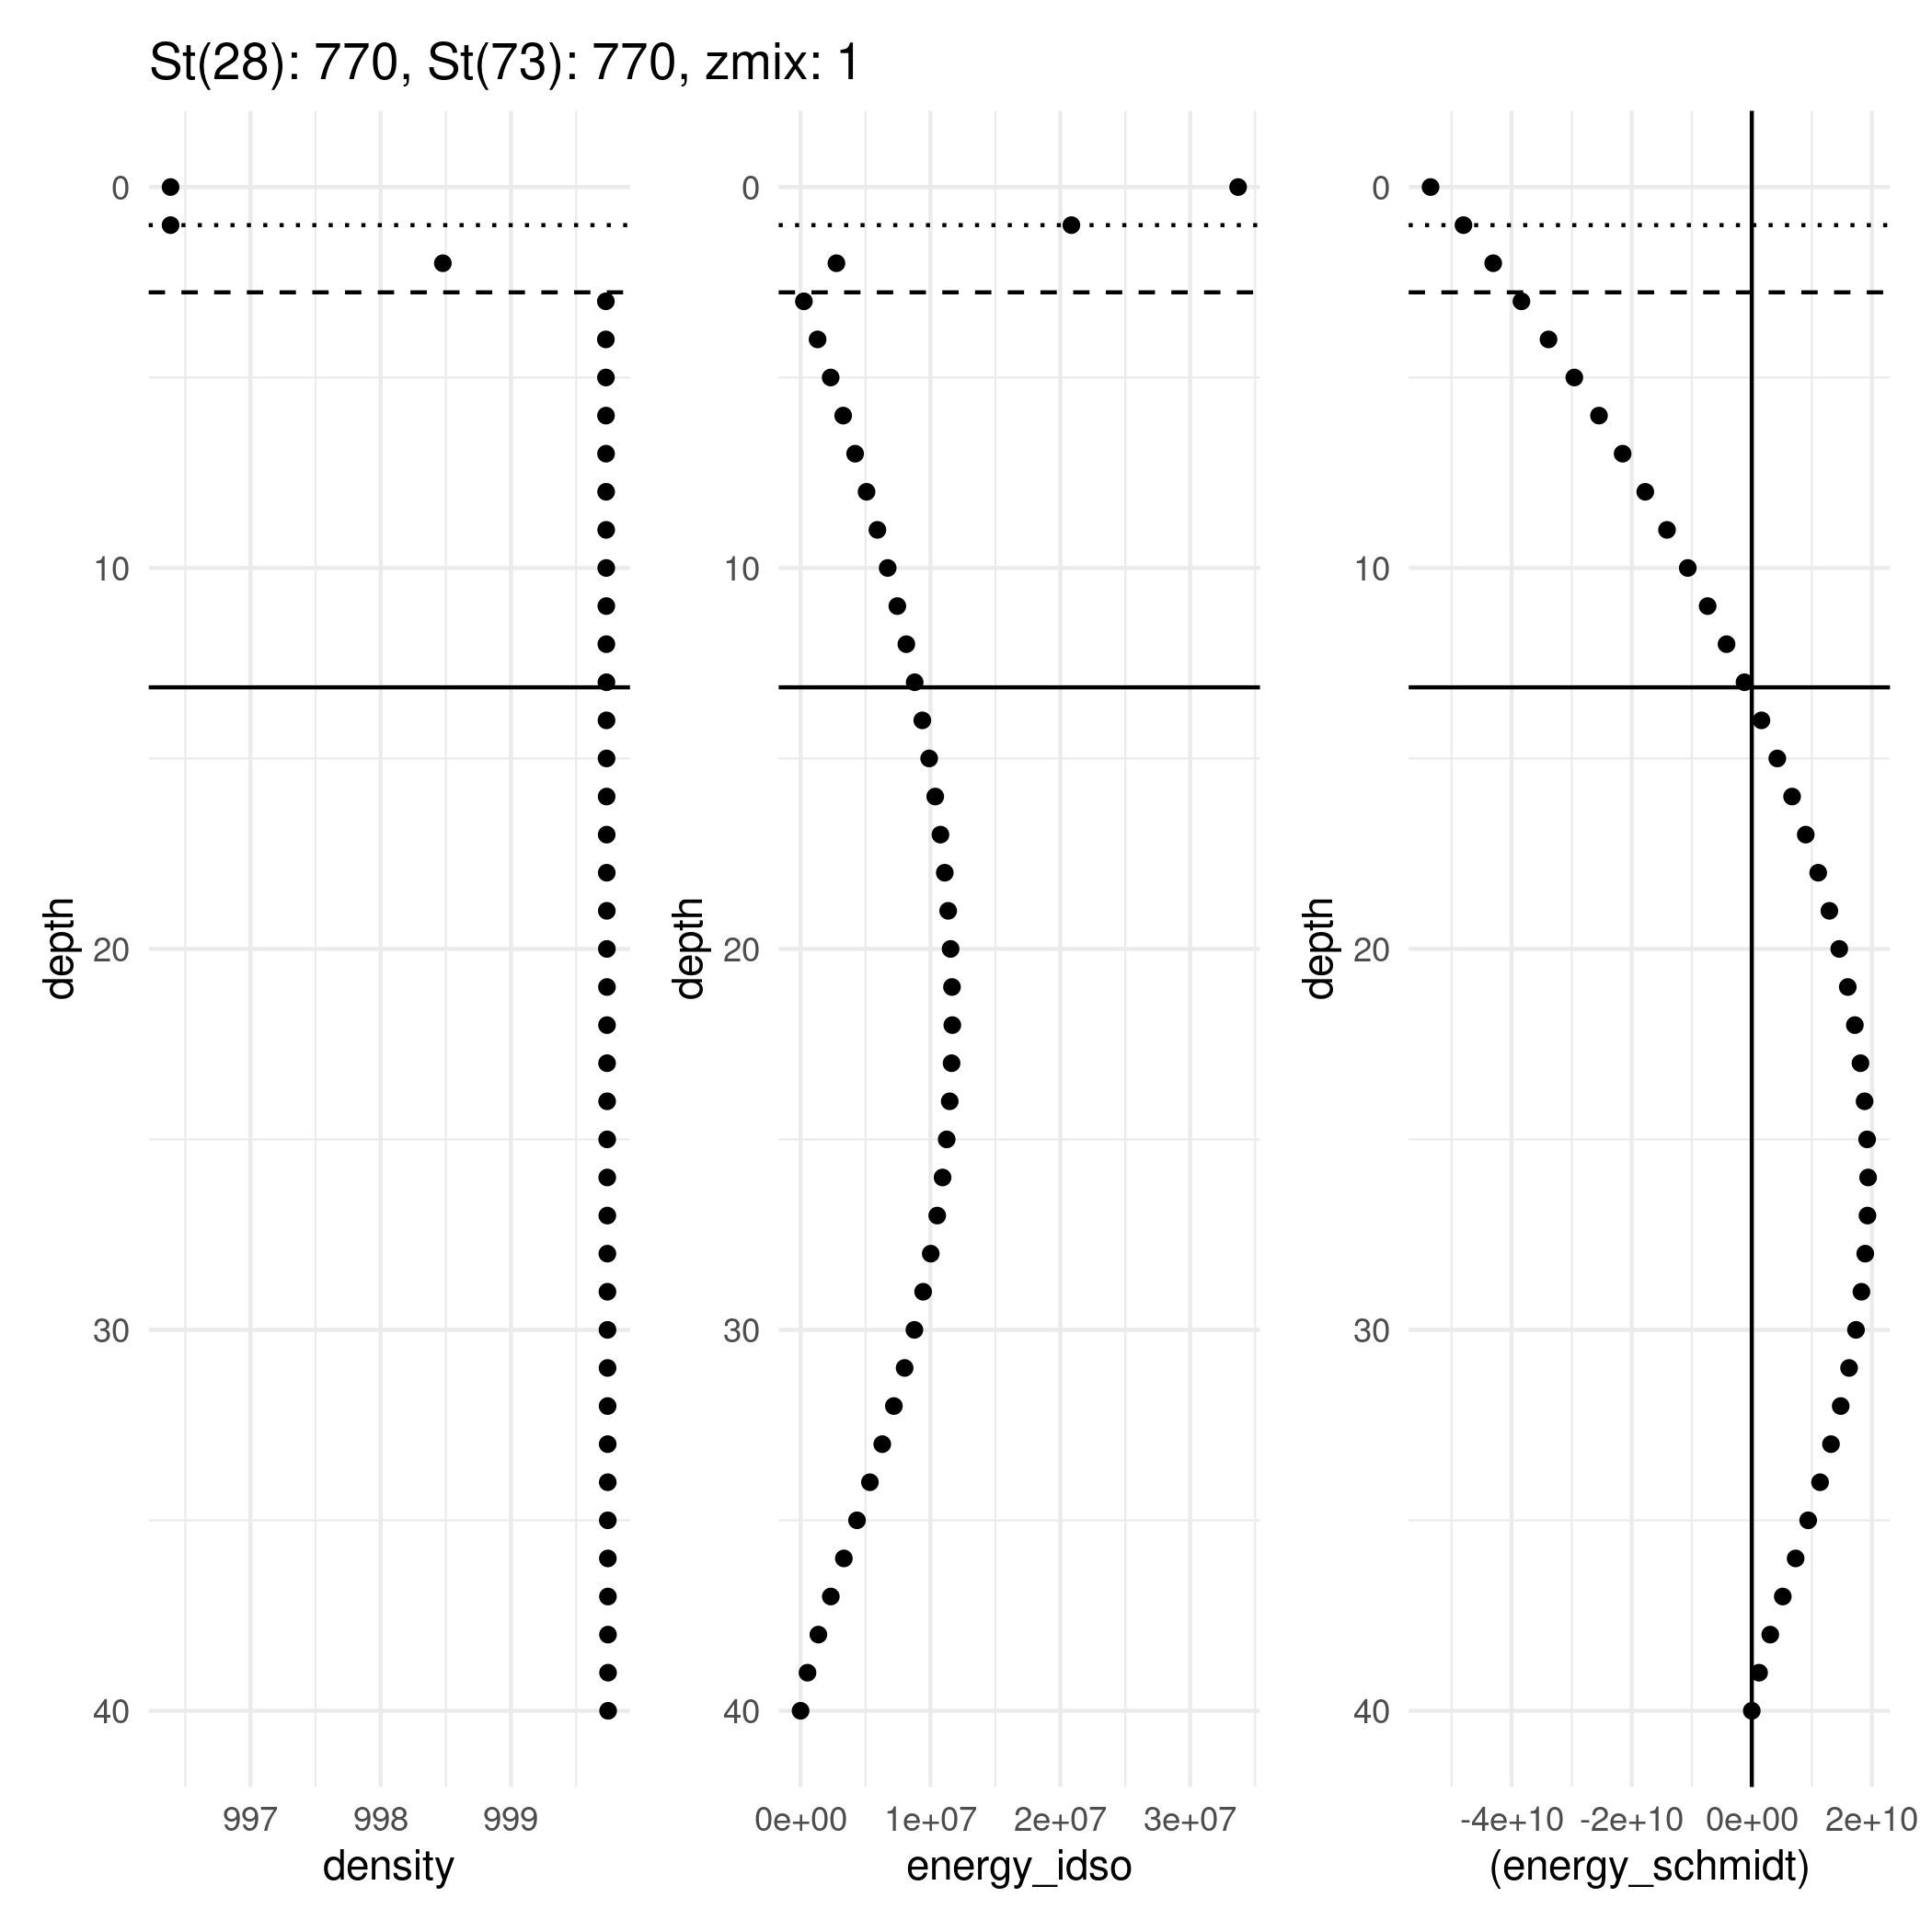 St(28): 770, St(73): 770, zmix: 1
depth
0
10
20
30
40
997 998 999
density
depth
0
10
20
30
40
0e+00 1e+07 2e+07 3e+07
energy_idso
depth
0
10
20
30
40
-4e+10 -2e+10 0e+00 2e+10
(energy_schmidt)